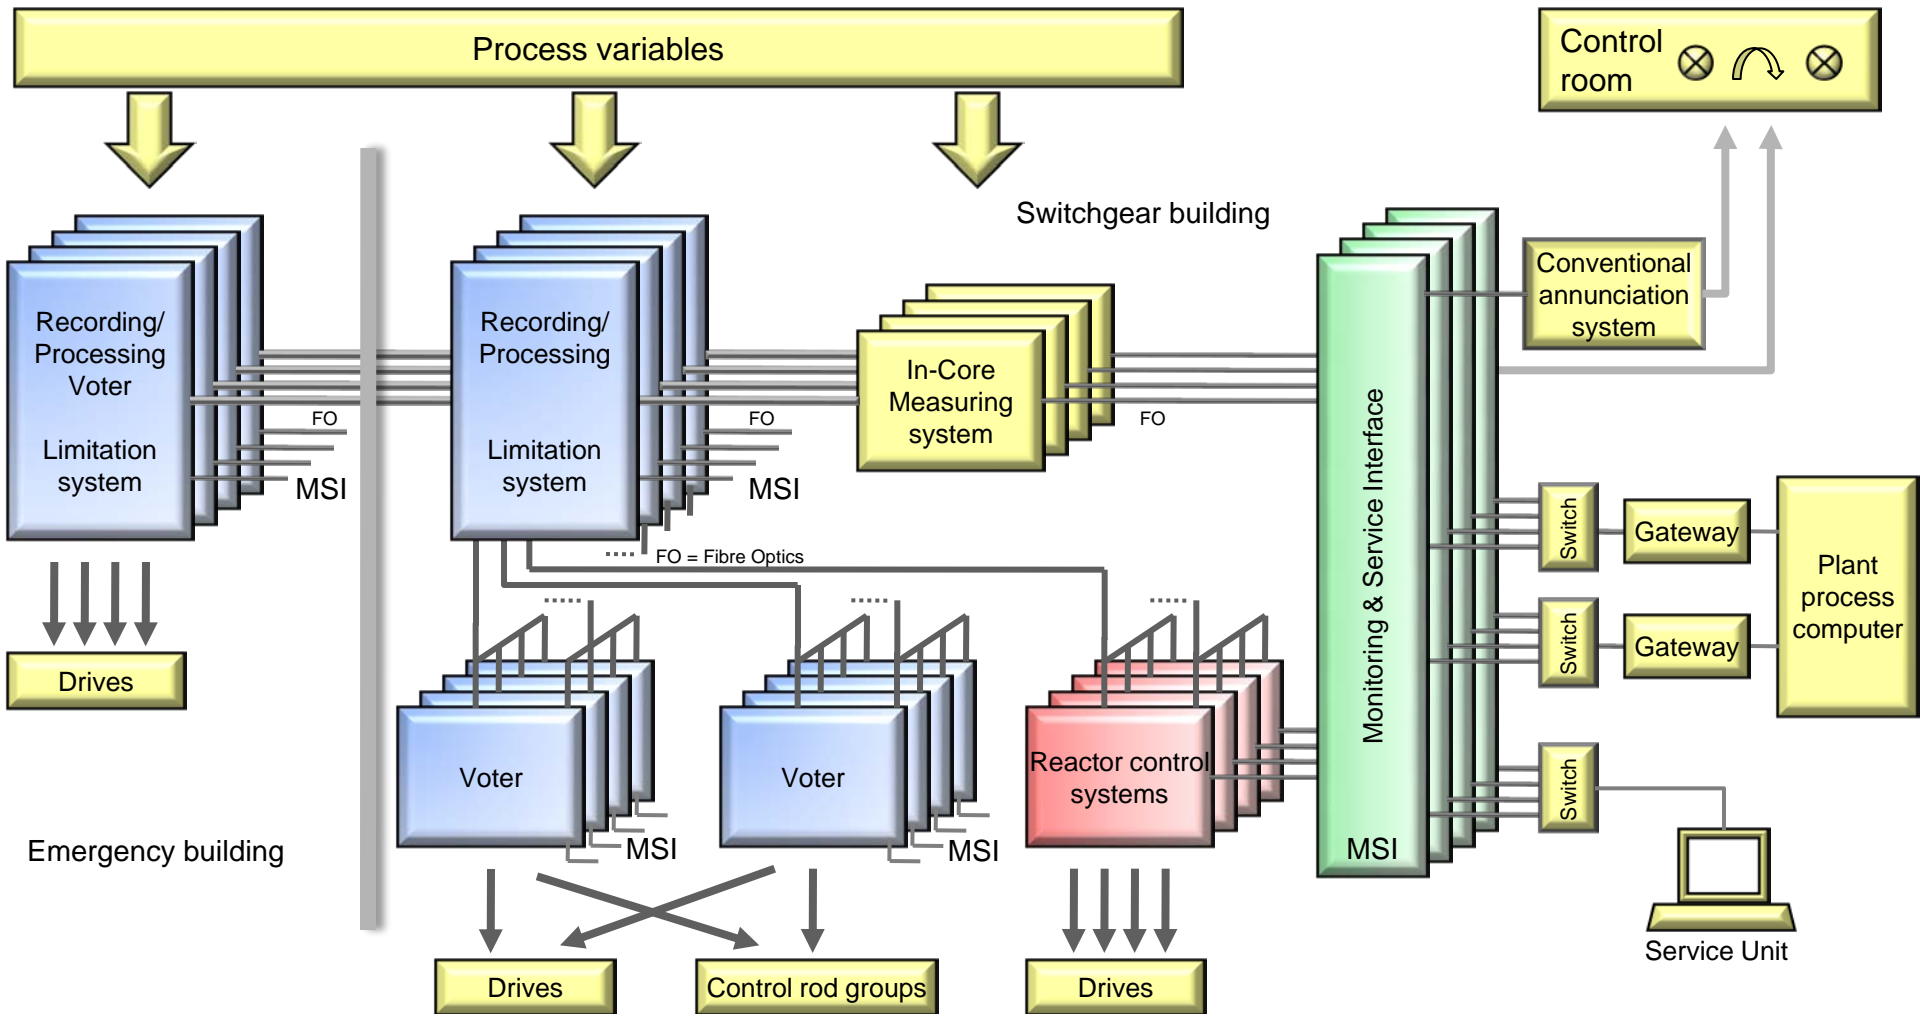 Process variables
Control
room
Switchgear building
Recording/
Processing
Voter
Limitation
system
FO
MSI
Recording/
Processing
Limitation
system
FO
MSI
In-Core
Measuring
system
FO
Monitoring & Service Interface
MSI
Conventional
annunciation
system
Switch
Gateway
Switch
Gateway
Plant
process
computer
Switch
Service Unit
FO = Fibre Optics
Drives
Voter
MSI
Voter
MSI
Reactor control
systems
Emergency building
Drives
Control rod groups
Drives